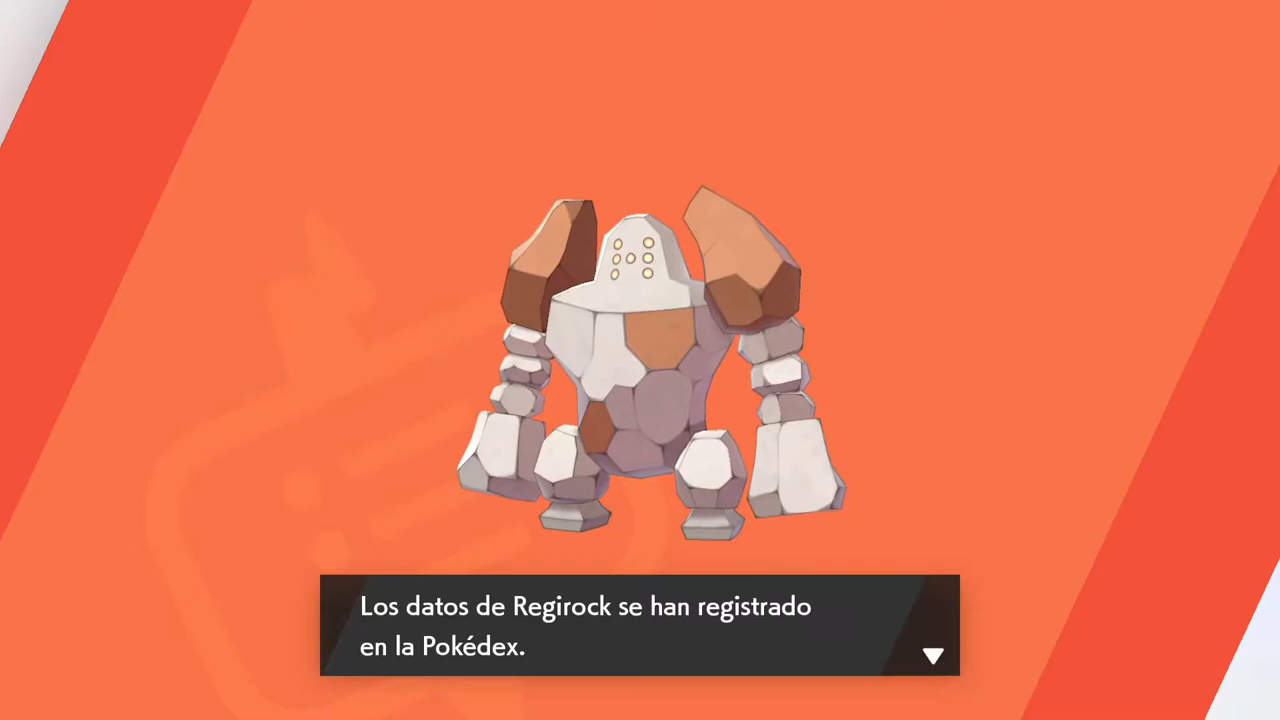 Los datos de Regirock se han registrado
en la Pokédex.